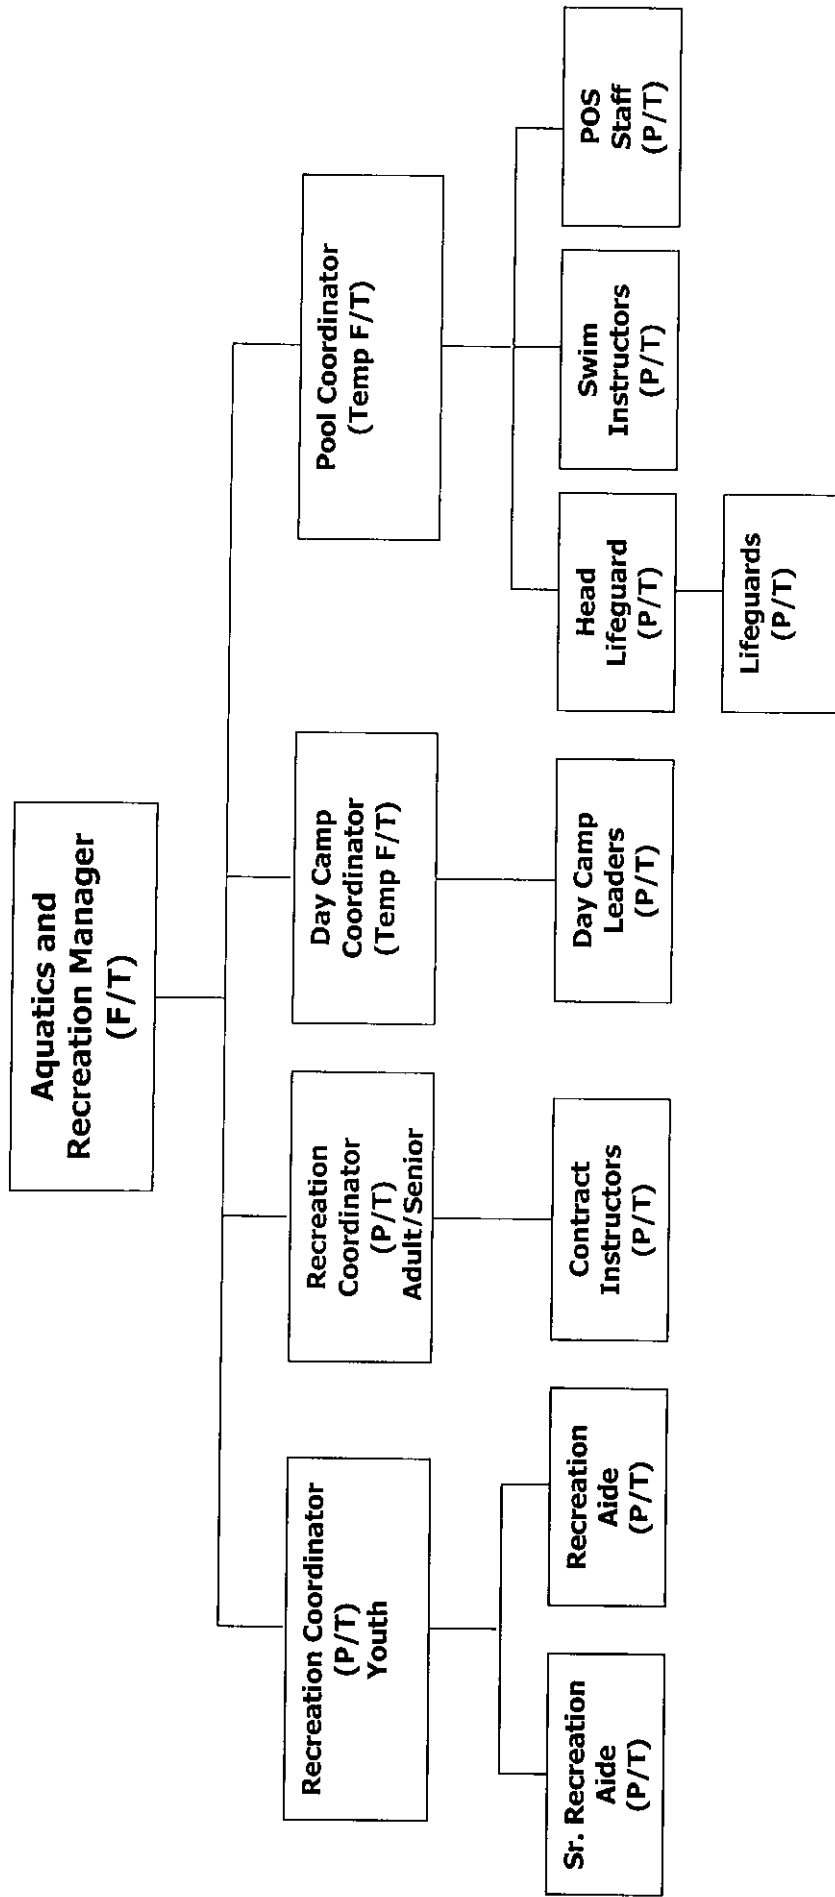 Aquatics and
Recreation Manager
(F/T)
Recreation Coordinator
(P/T)
Youth
Recreation
Coordinator
(P/T)
Adult/Senior
Day Camp
Coordinator
(Temp F/T)
Pool Coordinator
(Temp F/T)
Sr. Recreation
Aide
(P/T)
Recreation
Aide
(P/T)
Contract
Instructors
(P/T)
Day Camp
Leaders
(P/T)
Head
Lifeguard
(P/T)
Swim
Instructors
(P/T)
POS
Staff
(P/T)
Lifeguards
(P/T)